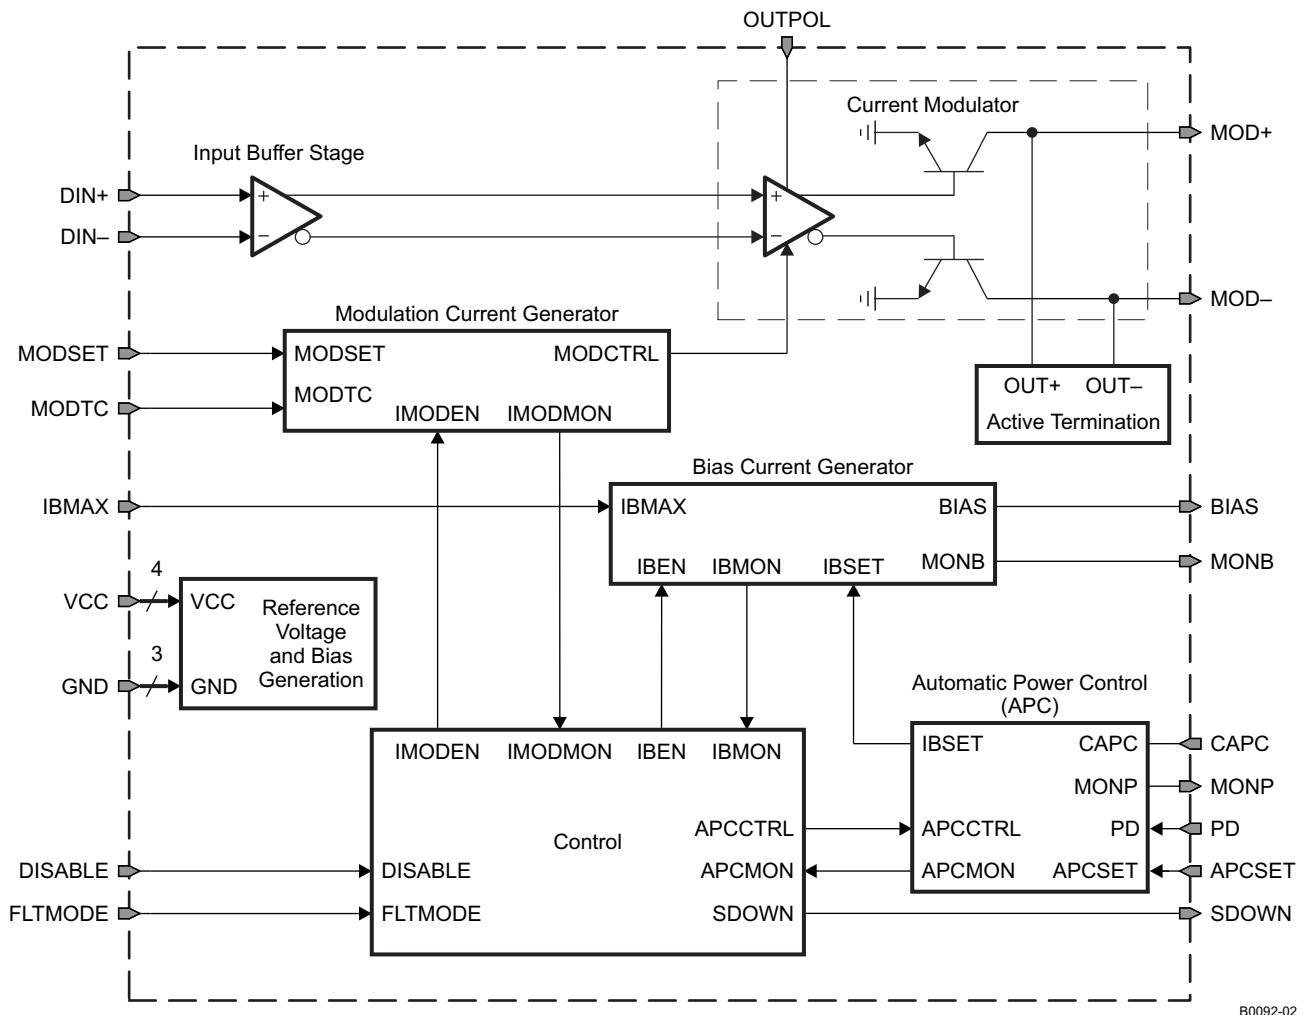 OUTPOL
Current Modulator
MOD+
Input Buffer Stage
DIN+
+
+
DIN–
–
–
MOD–
Modulation Current Generator
MODSET
MODSET
MODCTRL
MODTC
MODTC
IMODEN
IMODMON
OUT+
OUT–
Active Termination
Bias Current Generator
IBMAX
IBMAX
BIAS
BIAS
IBEN
IBMON
IBSET
MONB
MONB
4
VCC
VCC
Reference
Voltage
and Bias
Generation
3
GND
GND
Automatic Power Control
(APC)
IMODEN
IMODMON
IBEN
IBMON
IBSET
CAPC
CAPC
MONP
MONP
Control
APCCTRL
APCCTRL
PD
PD
DISABLE
DISABLE
APCMON
APCMON
APCSET
APCSET
FLTMODE
FLTMODE
SDOWN
SDOWN
B0092-02